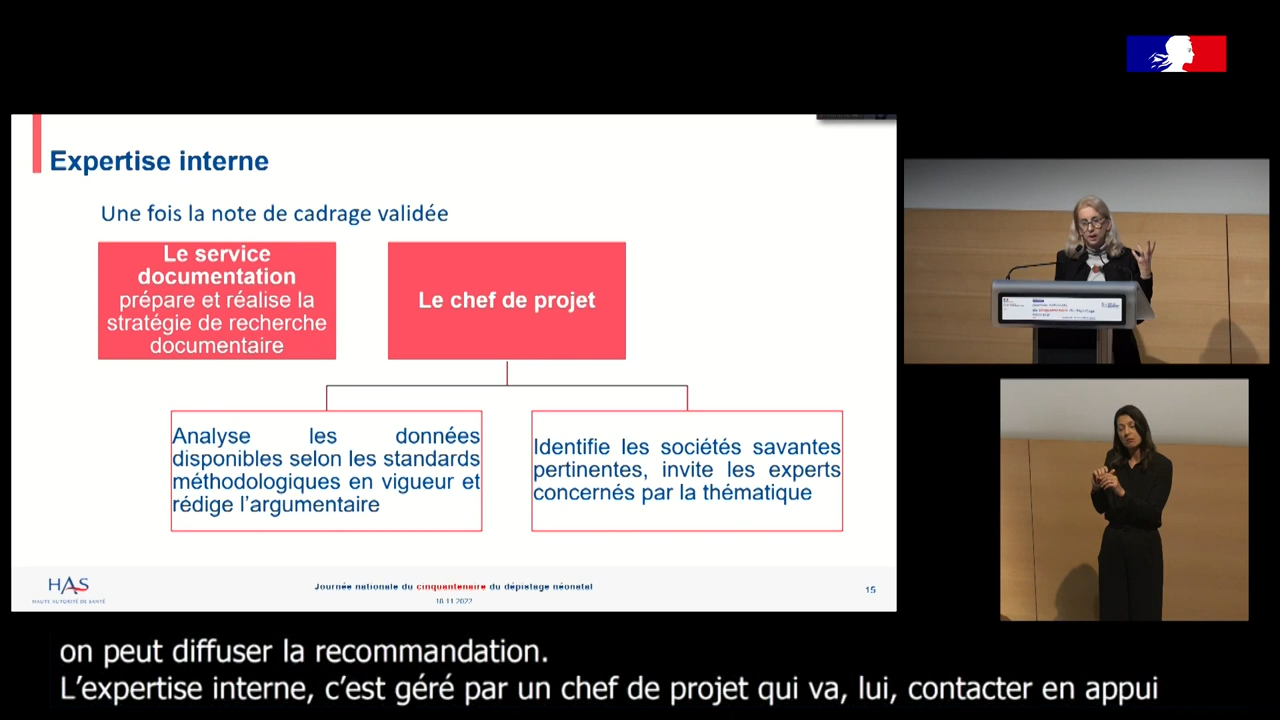 Expertise interne
Une fois la note de cadrage validée
Le service
documentation
prépare et réalise la
stratégie de recherche
documentaire
Le chef de projet
Analyse les données
disponibles selon les standards
méthodologiques en vigueur et
rédige l'argumentaire
Identifie les sociétés savantes
pertinentes, invite les experts
concernés par la thématique
HAS
HAUTE AUTORITÉ DE SANTÉ
Journée nationale du cinquantenaire du dépistage néonatal
18.11.2022
15
on peut diffuser la recommandation.
L'expertise interne, c'est géré par un chef de projet qui va, lui, contacter en appui